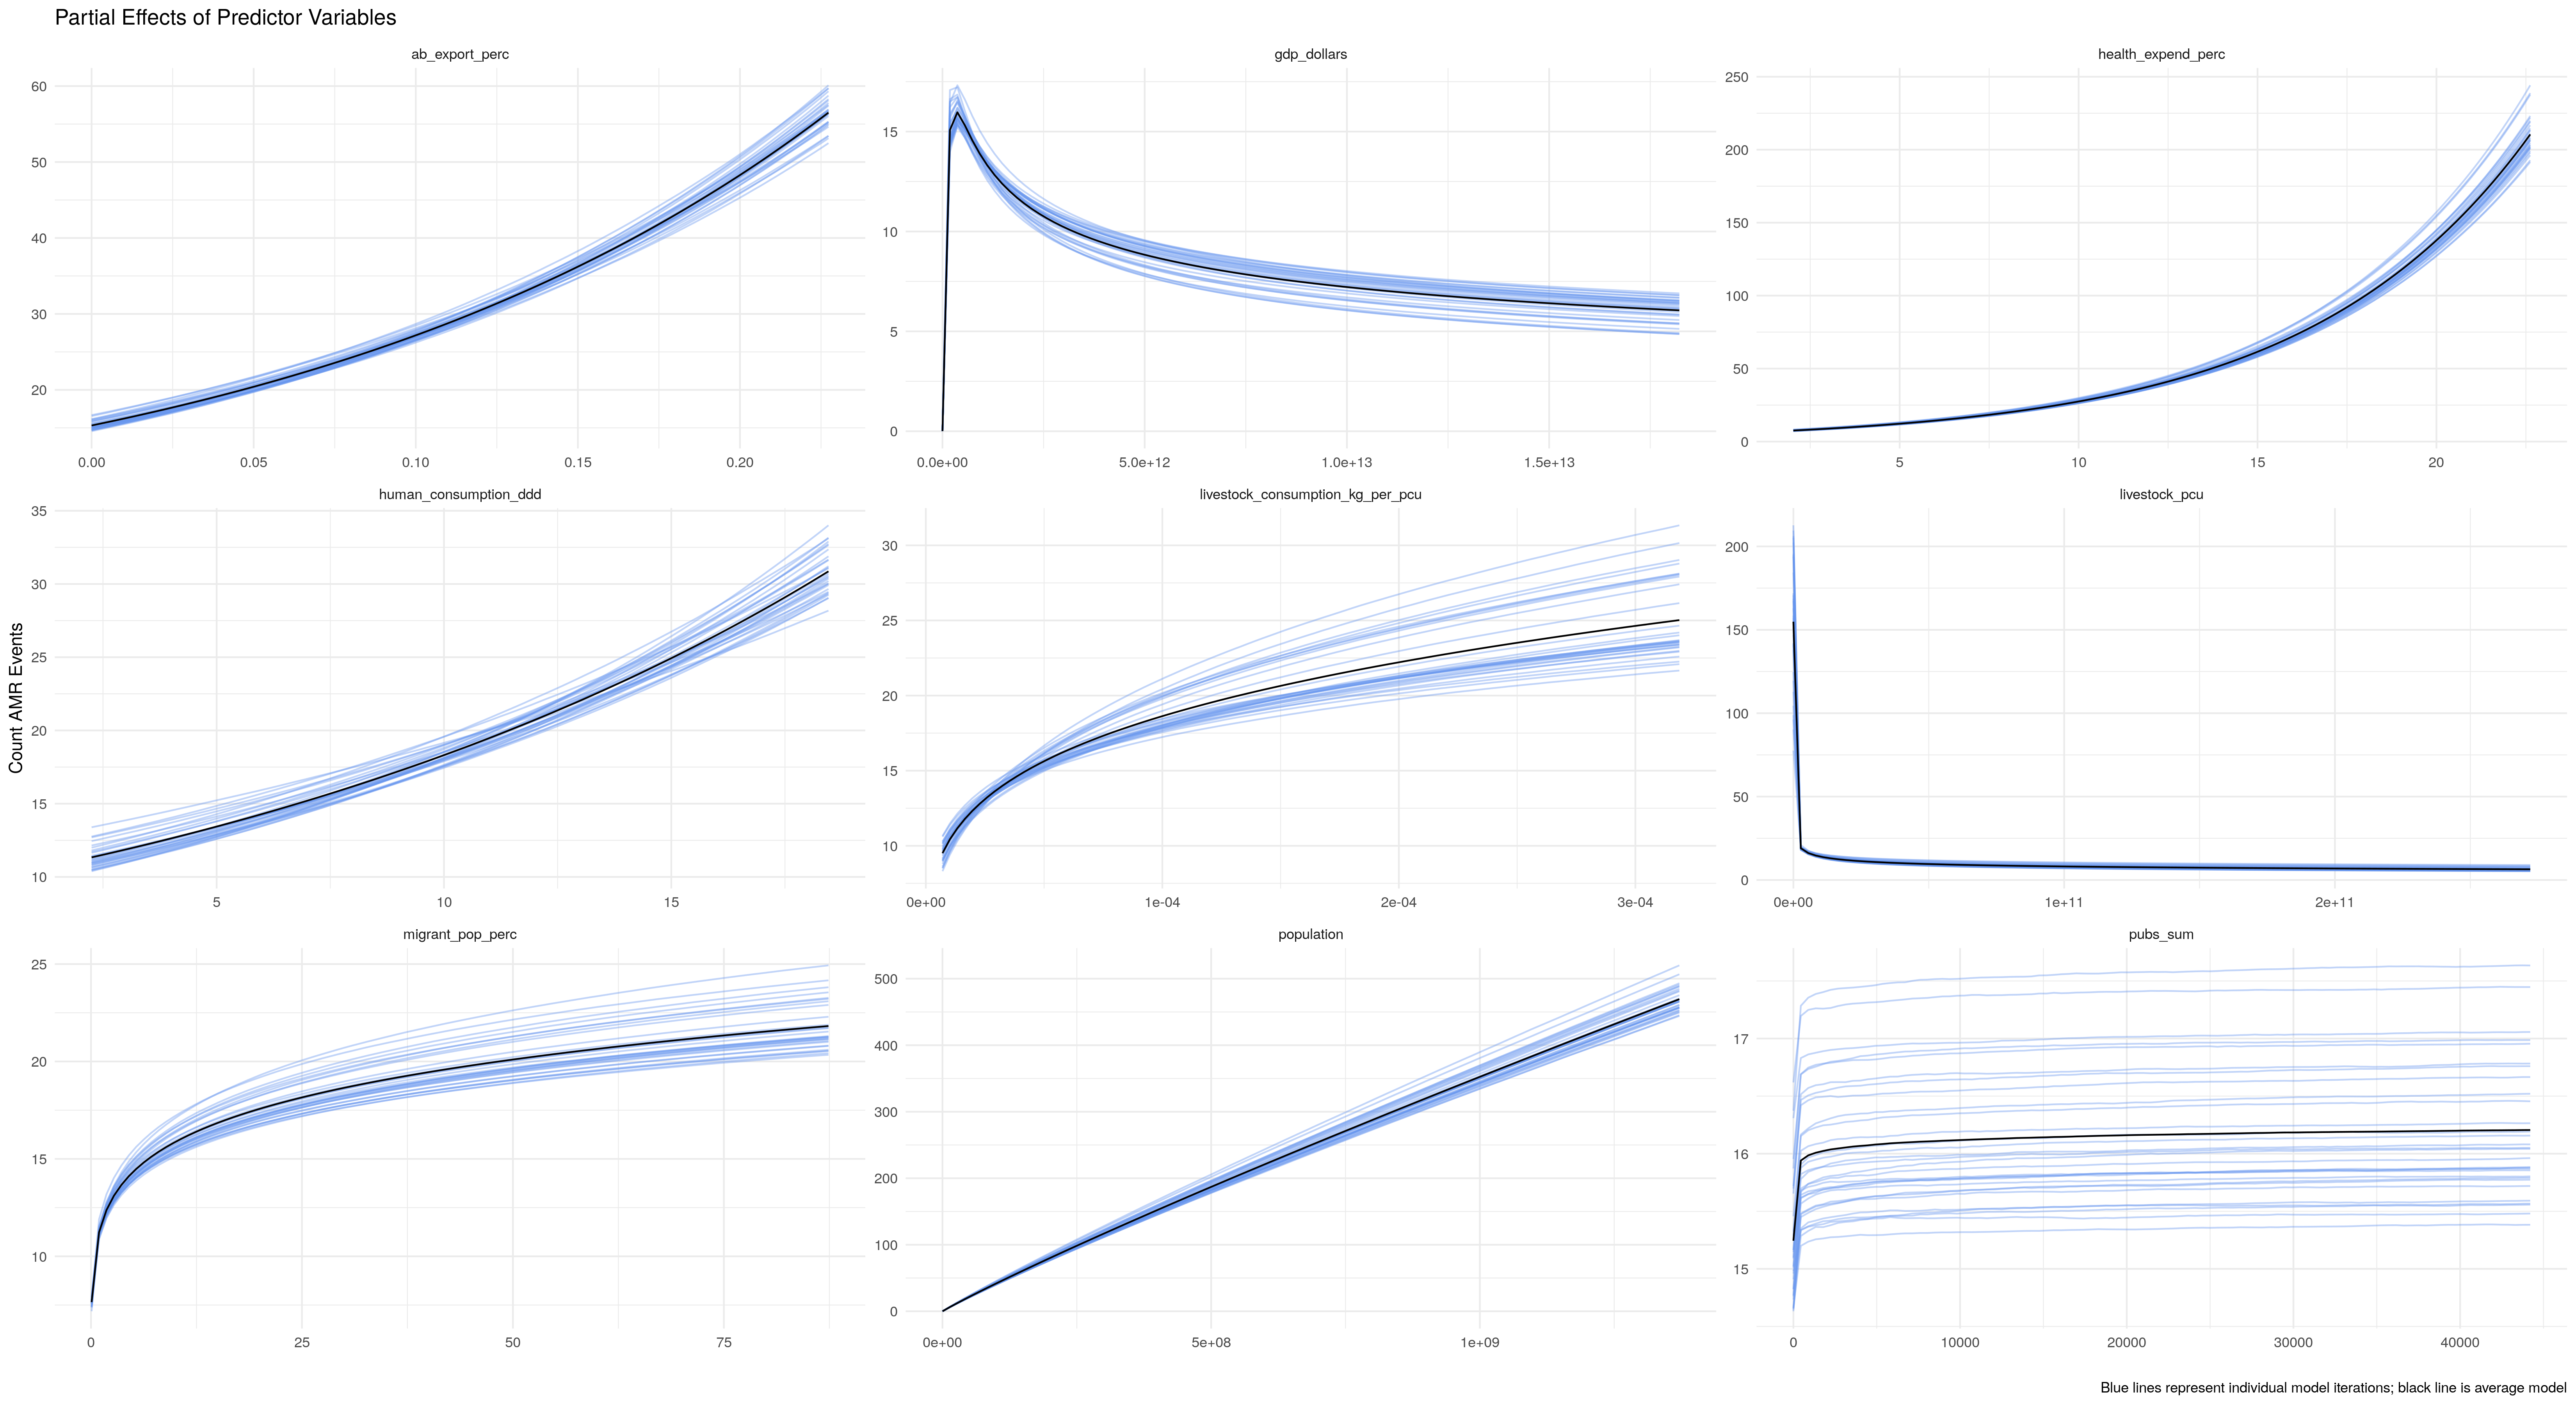 Partial Effects of Predictor Variables
ab_export_perc
gdp_dollars
health_expend_perc
60
50
40
30
20
0.00 0.05 0.10 0.15 0.20
15
10
5
0
0.0e+00 5.0e+12 1.0e+13 1.5e+13
250
200
150
100
50
0
5 10 15 20
human_consumption_ddd
livestock_consumption_kg_per_pcu
livestock_pcu
Count AMR Events
35
30
25
20
15
10
5 10 15
30
25
20
15
10
0e+00 1e-04 2e-04 3e-04
200
150
100
50
0
0e+00 1e+11 2e+11
migrant_pop_perc
population
pubs_sum
25
20
15
10
0 25 50 75
500
400
300
200
100
0
0e+00 5e+08 1e+09
17
16
15
0 10000 20000 30000 40000
Blue lines represent individual model iterations; black line is average model